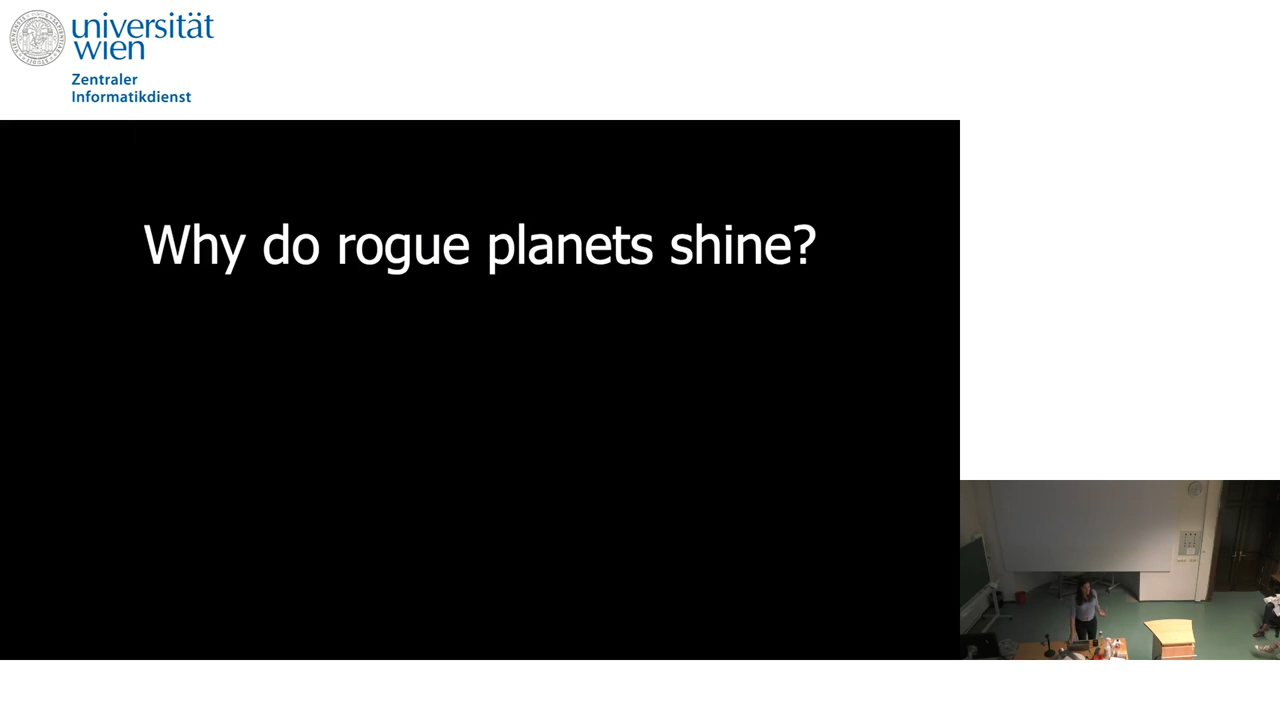 universität
wien
Zentraler
Informatikdienst
Why do rogue planets shine?